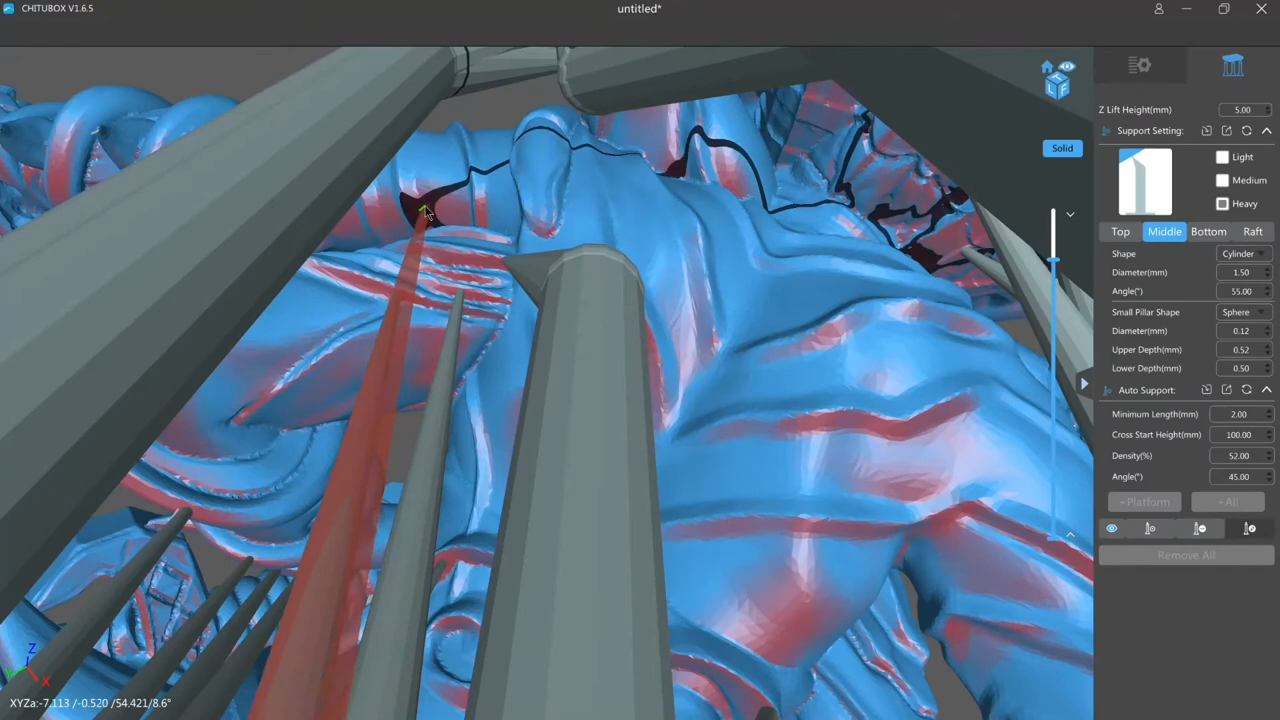 CHITUBOX V1.6.5
untitled*
Z Lift Height(mm) 5.00
Support Setting:
Light
Medium
Heavy
Top Middle Bottom Raft
Shape Cylinder
Diameter(mm) 1.50
Angle(°) 55.00
Small Pillar Shape Sphere
Diameter(mm) 0.12
Upper Depth(mm) 0.52
Lower Depth(mm) 0.50
Auto Support:
Minimum Length(mm) 2.00
Cross Start Height(mm) 100.00
Density(%) 52.00
Angle(°) 45.00
+Platform +All
Remove All
Solid
T
L F
Z
X
XYZa:-7.113 /-0.520 /54.421/8.6°